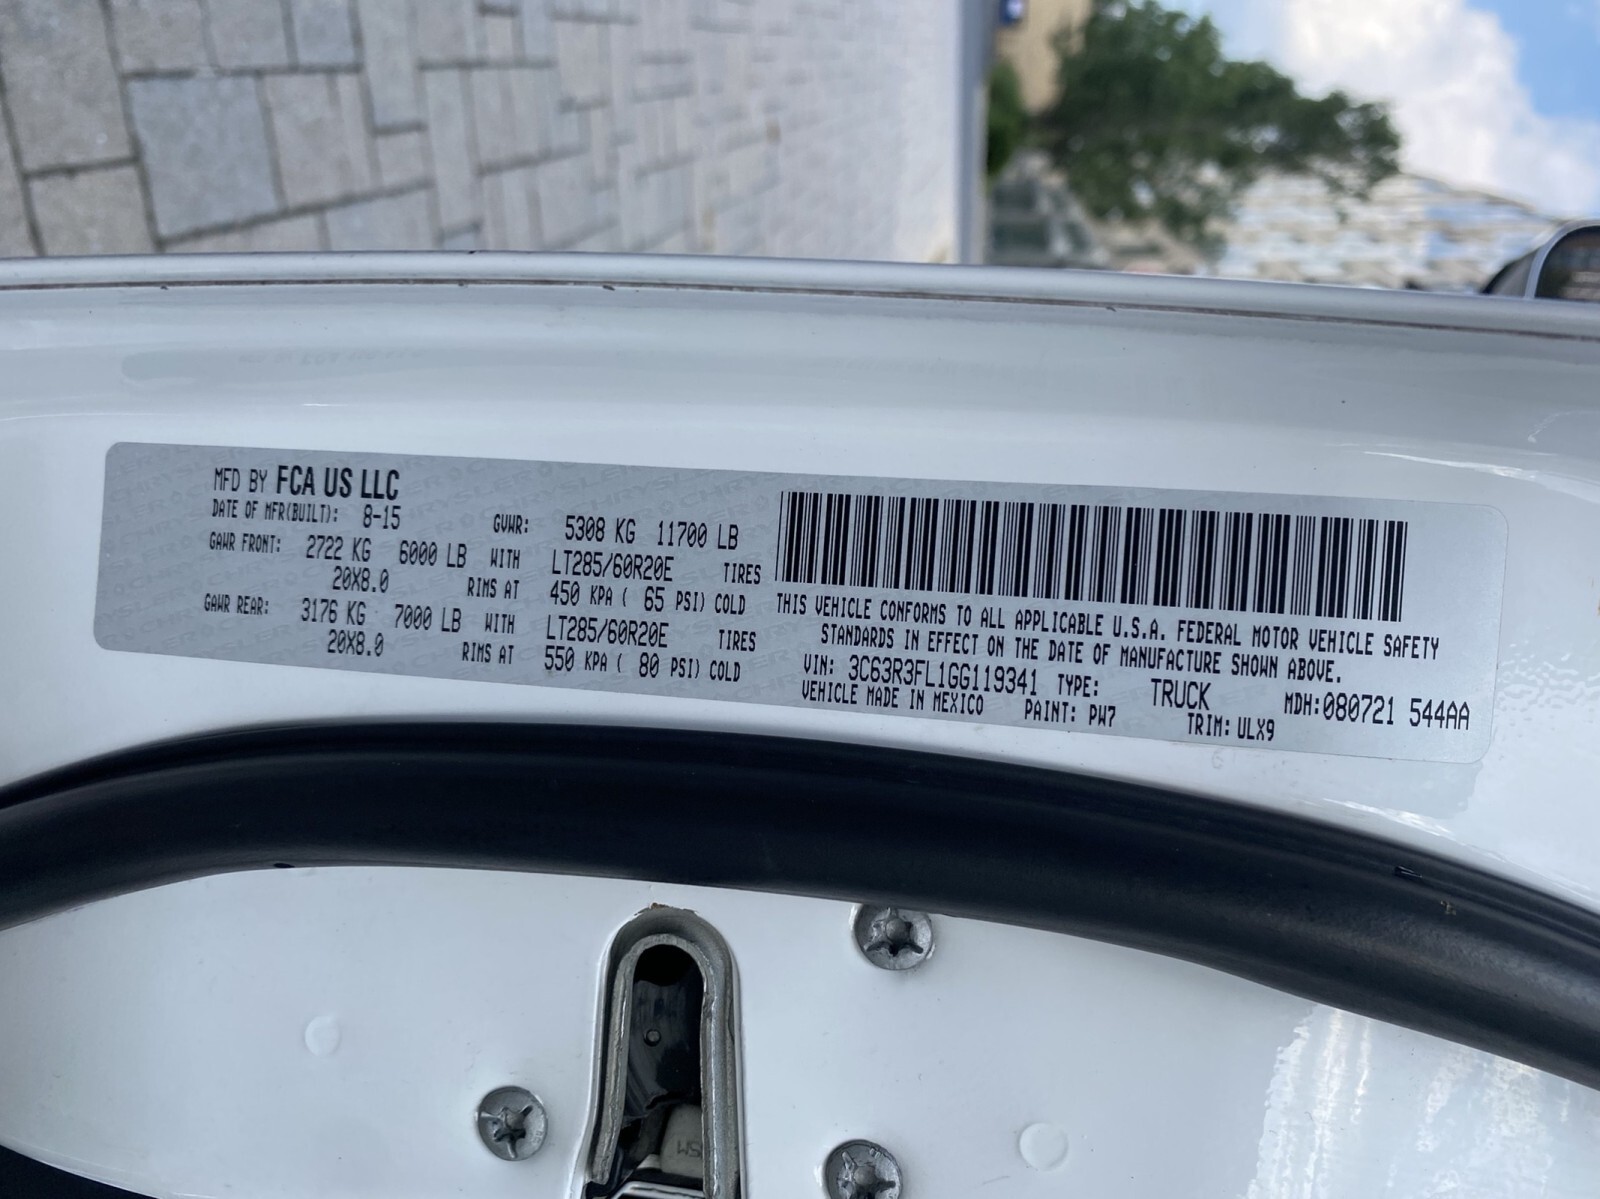 MFD BY FCA US LLC
DATE OF MFR(BUILT): 8-15 GVWR: 5308 KG 11700 LB
GAWR FRONT: 2722 KG 6000 LB WITH LT285/60R20E TIRES
20X8.0 RIMS AT 450 KPA ( 65 PSI) COLD
GAWR REAR: 3176 KG 7000 LB WITH LT285/60R20E TIRES
20X8.0 RIMS AT 550 KPA ( 80 PSI) COLD
THIS VEHICLE CONFORMS TO ALL APPLICABLE U.S.A. FEDERAL MOTOR VEHICLE SAFETY
STANDARDS IN EFFECT ON THE DATE OF MANUFACTURE SHOWN ABOVE.
VIN: 3C63R3FL1GG119341 TYPE: TRUCK MDH:080721 544AA
VEHICLE MADE IN MEXICO PAINT: PW7 TRIM: ULX9